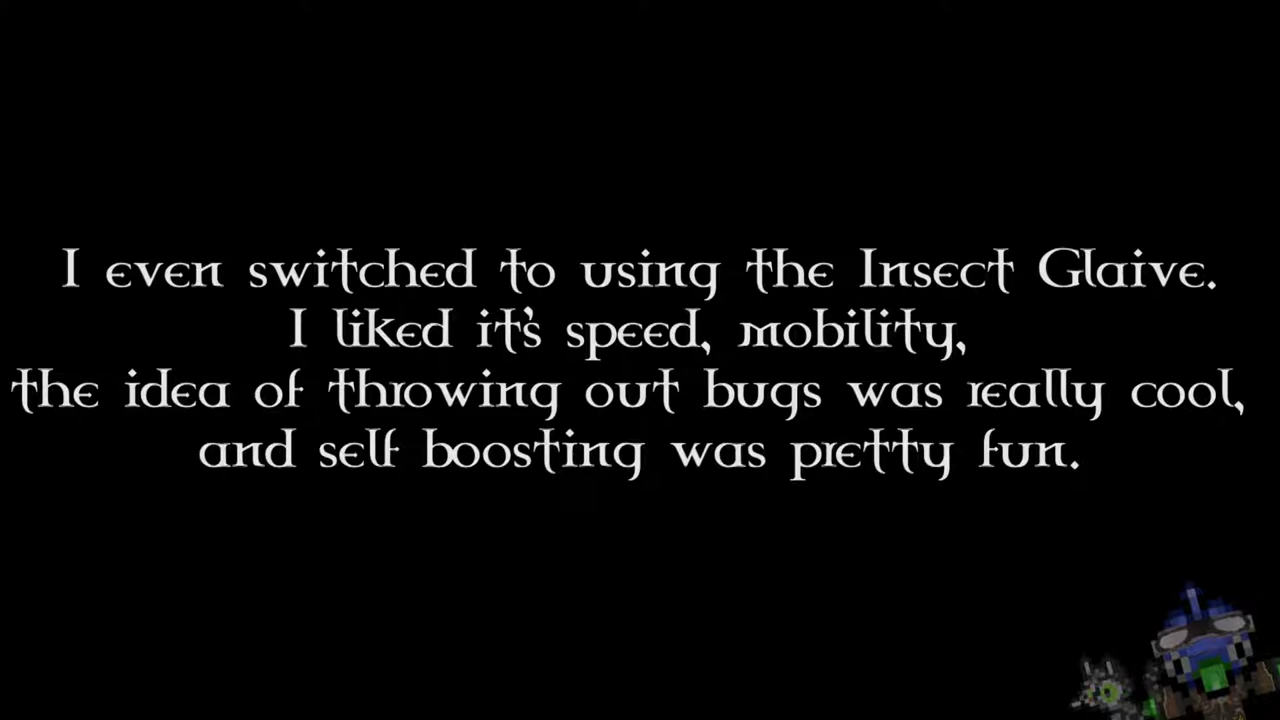 I even switched to using the Insect Glaive.
I liked it's speed, mobility,
the idea of throwing out bugs was really cool,
and self boosting was pretty fun.